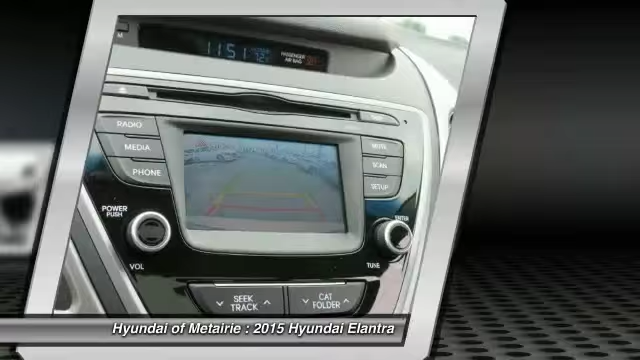 11:51
72°
PASSENGER
AIR BAG
RADIO
MEDIA
PHONE
SCAN
SETUP
POWER
PUSH
ENTER
VOL
TUNE
SEEK
TRACK
CAT
FOLDER
Hyundai of Metairie : 2015 Hyundai Elantra